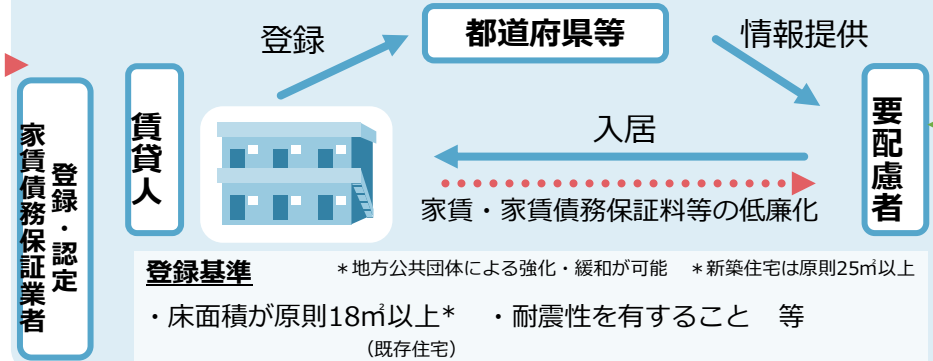 都道府県等
登録
情報提供
登録・認定
家賃債務保証業者
賃貸人
要配慮者
入居
家賃・家賃債務保証料等の低廉化
登録基準 *地方公共団体による強化・緩和が可能 *新築住宅は原則25㎡以上
・床面積が原則18㎡以上* ・耐震性を有すること 等
（既存住宅）